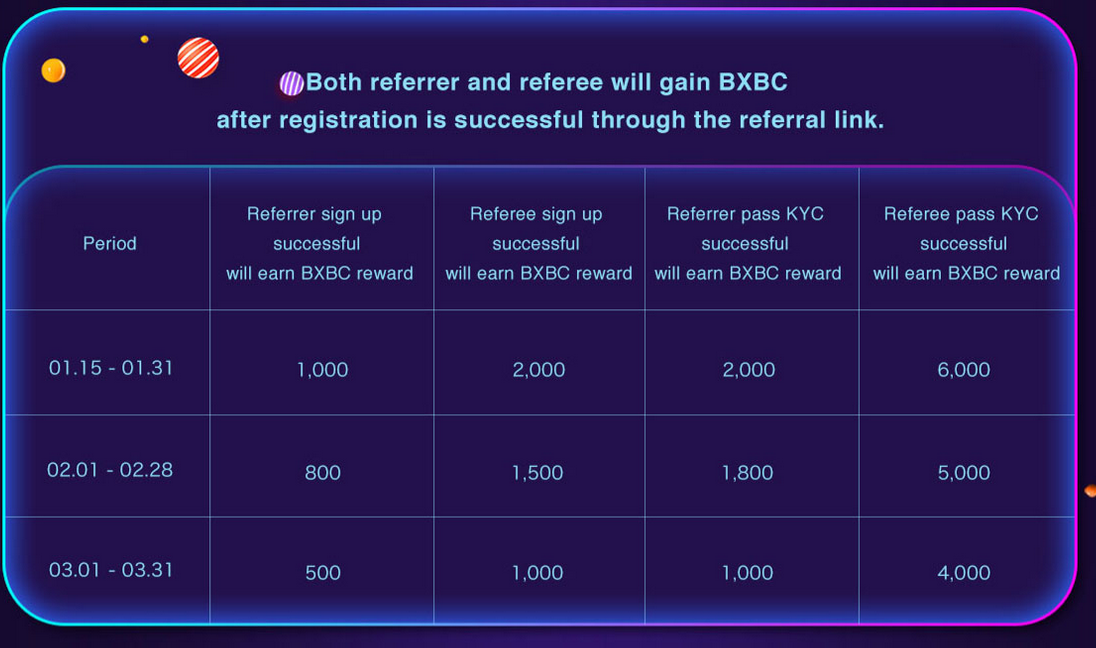 Both referrer and referee will gain BXBC
after registration is successful through the referral link.
Period
Referrer sign up
successful
will earn BXBC reward
Referee sign up
successful
will earn BXBC reward
Referrer pass KYC
successful
will earn BXBC reward
Referee pass KYC
successful
will earn BXBC reward
01.15 - 01.31
1,000
2,000
2,000
6,000
02.01 - 02.28
800
1,500
1,800
5,000
03.01 - 03.31
500
1,000
1,000
4,000